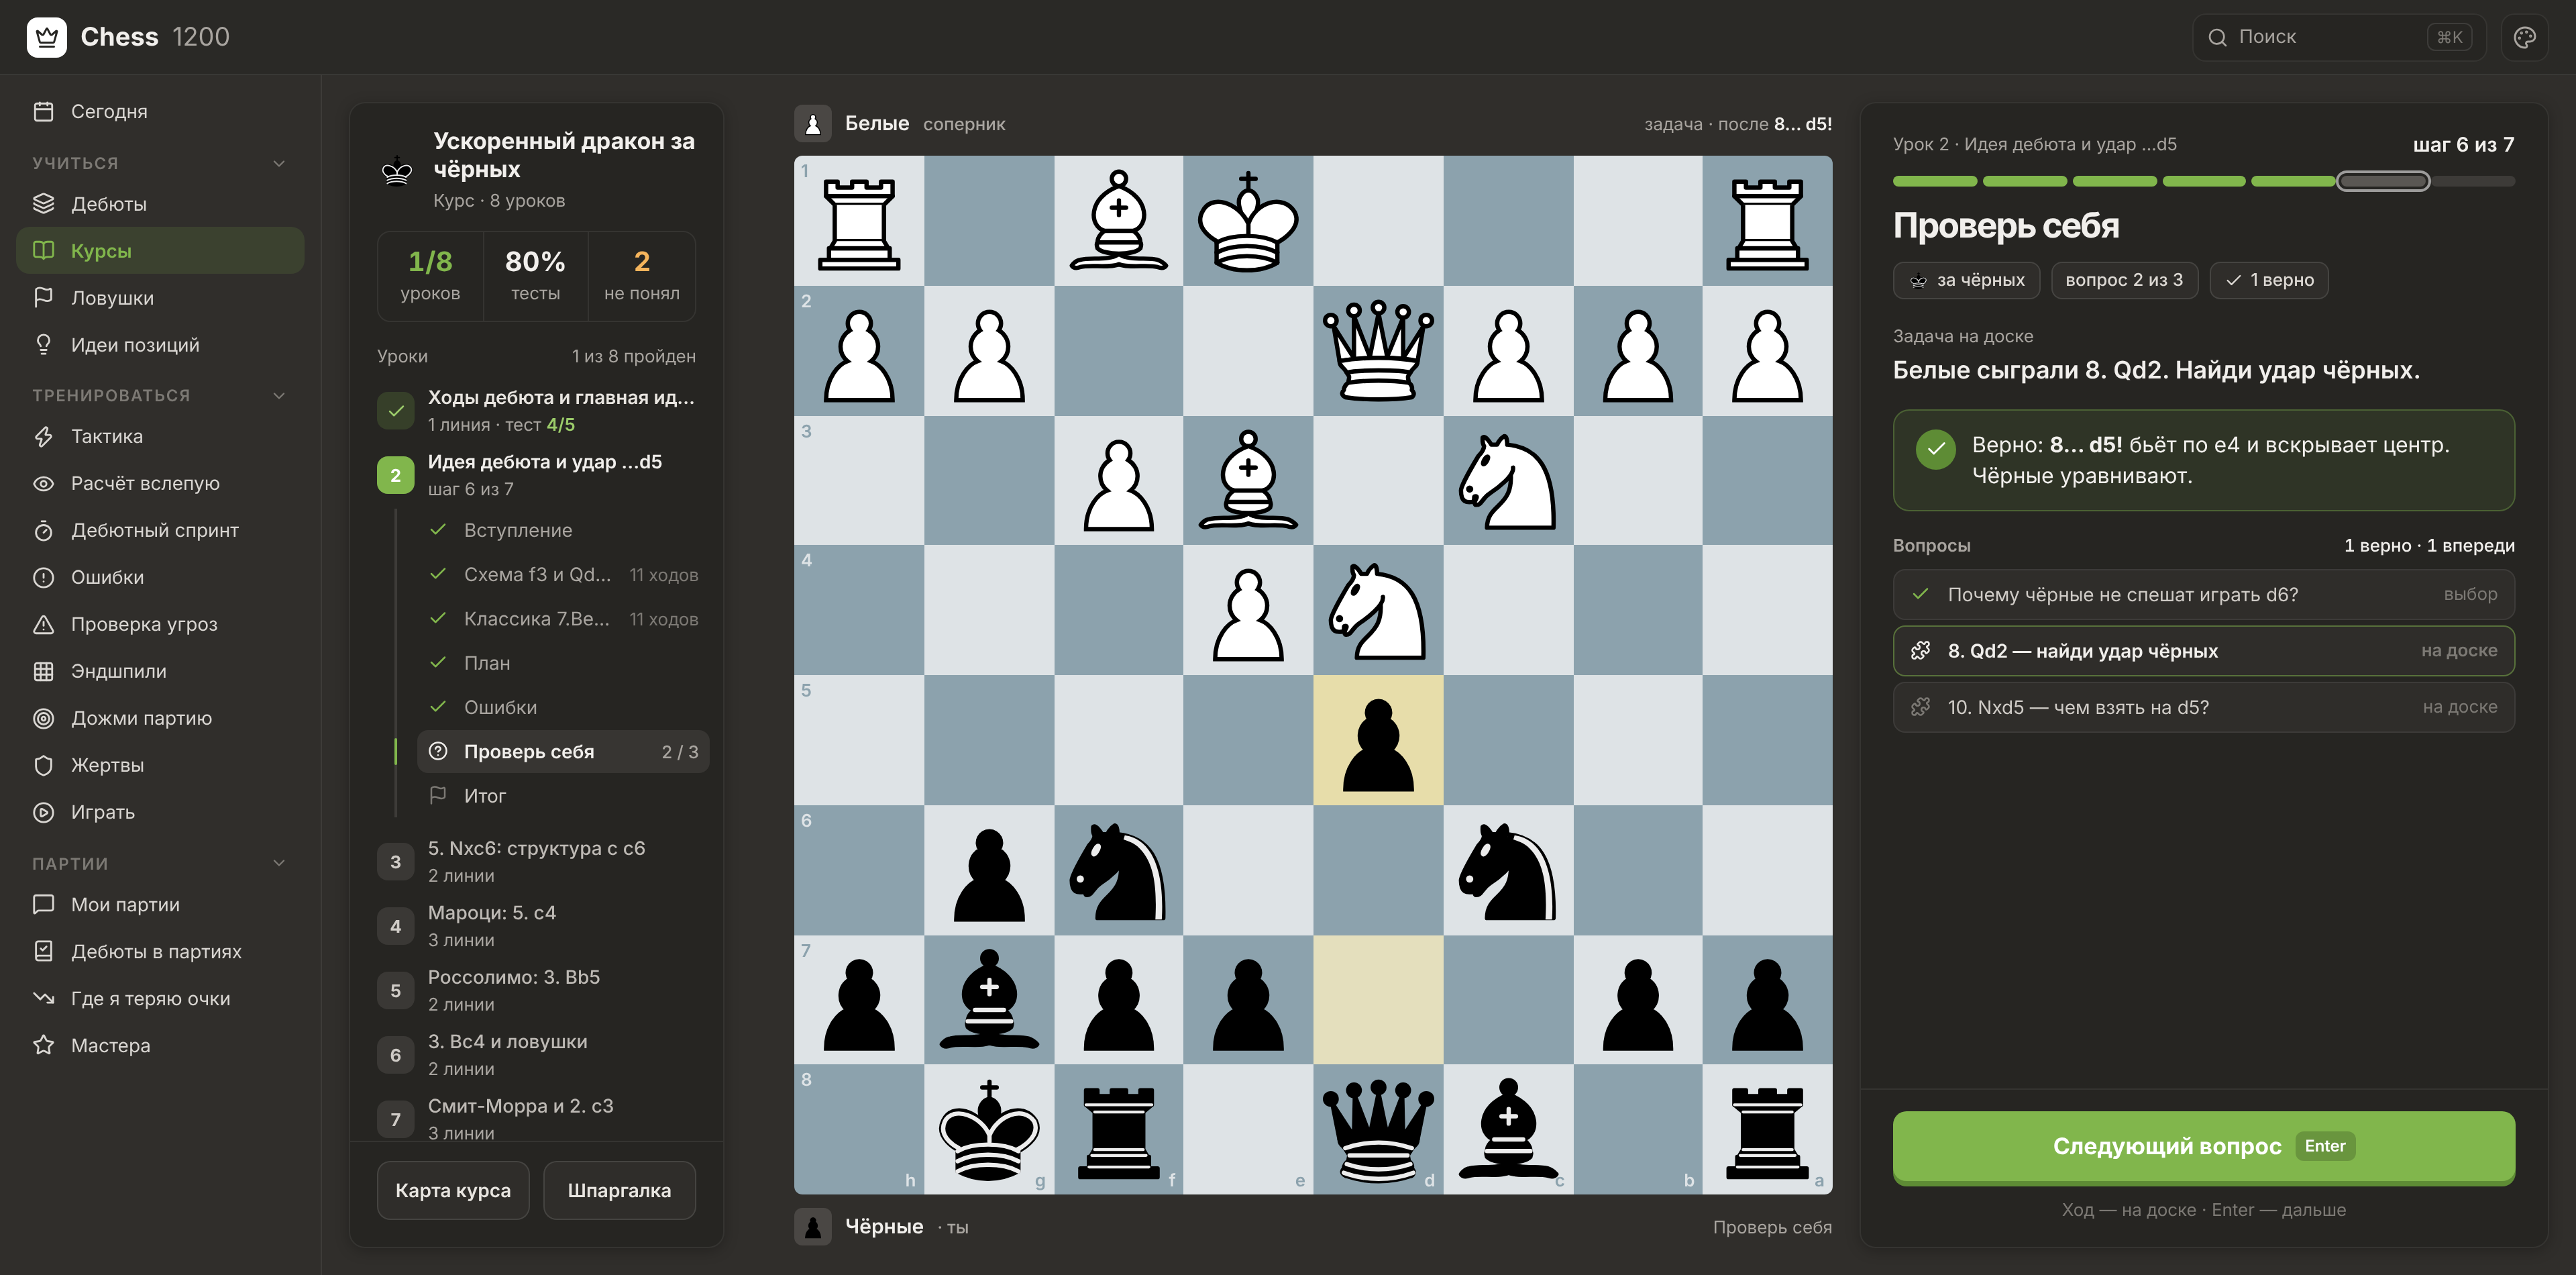 Chess 1200
Поиск ⌘K
Сегодня
УЧИТЬСЯ
Дебюты
Курсы
Ловушки
Идеи позиций
ТРЕНИРОВАТЬСЯ
Тактика
Расчёт вслепую
Дебютный спринт
Ошибки
Проверка угроз
Эндшпили
Дожми партию
Жертвы
Играть
ПАРТИИ
Мои партии
Дебюты в партиях
Где я теряю очки
Мастера
Ускоренный дракон за
чёрных
Курс · 8 уроков
1/8 80% 2
уроков тесты не понял
Уроки 1 из 8 пройден
Ходы дебюта и главная ид...
1 линия · тест 4/5
2 Идея дебюта и удар ...d5
шаг 6 из 7
Вступление
Схема f3 и Qd... 11 ходов
Классика 7.Be... 11 ходов
План
Ошибки
Проверь себя 2 / 3
Итог
3 5. Nxc6: структура с c6
2 линии
4 Мароци: 5. c4
3 линии
5 Россолимо: 3. Bb5
2 линии
6 3. Bc4 и ловушки
2 линии
7 Смит-Морра и 2. c3
3 линии
Карта курса Шпаргалка
Белые соперник задача · после 8... d5!
1
2
3
4
5
6
7
8
h g f e d c b a
Чёрные · ты Проверь себя
Урок 2 · Идея дебюта и удар ...d5 шаг 6 из 7
Проверь себя
за чёрных вопрос 2 из 3 1 верно
Задача на доске
Белые сыграли 8. Qd2. Найди удар чёрных.
Верно: 8... d5! бьёт по e4 и вскрывает центр.
Чёрные уравнивают.
Вопросы 1 верно · 1 впереди
Почему чёрные не спешат играть d6? выбор
8. Qd2 — найди удар чёрных на доске
10. Nxd5 — чем взять на d5? на доске
Следующий вопрос Enter
Ход — на доске · Enter — дальше